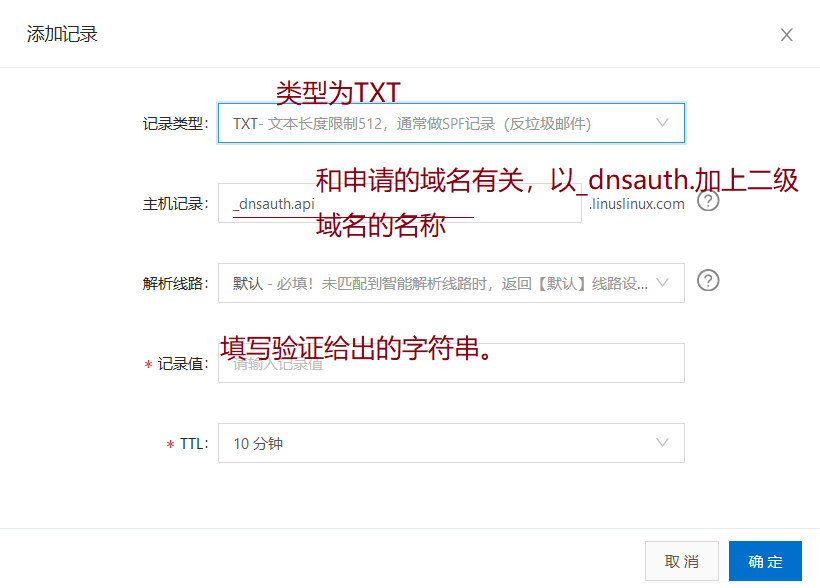 添加记录
类型为TXT
记录类型: TXT- 文本长度限制512，通常做SPF记录（反垃圾邮件）
和申请的域名有关，以_dnsauth.加上二级
主机记录: _dnsauth.api .linuslinux.com ?
域名的名称
解析线路: 默认 - 必填！未匹配到智能解析线路时，返回【默认】线路设... ?
填写验证给出的字符串。
* 记录值: 请输入记录值
* TTL: 10 分钟
取 消 确 定